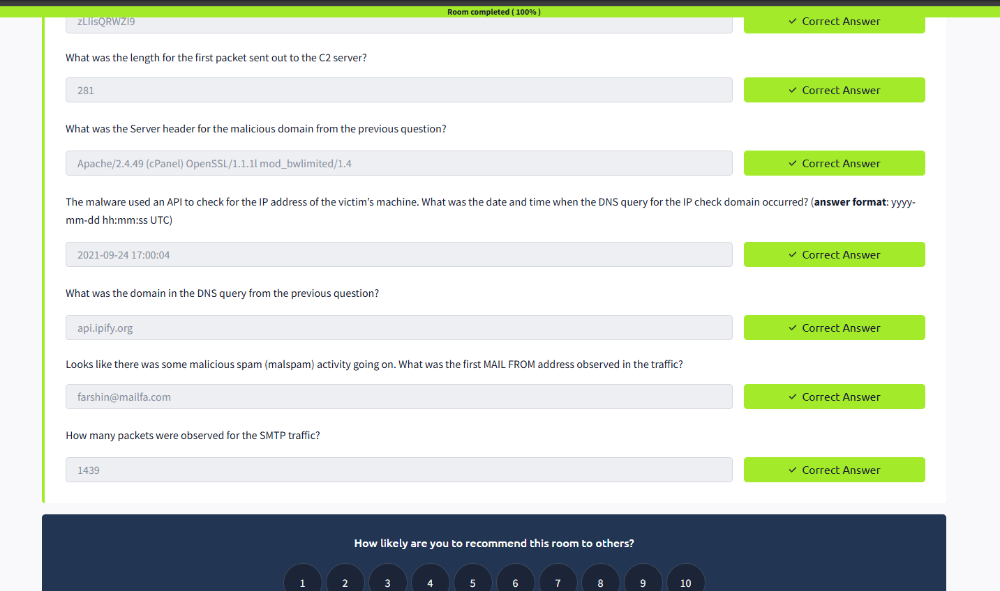 Room completed ( 100% )
zLIisQRWZI9
✓ Correct Answer
What was the length for the first packet sent out to the C2 server?
281
✓ Correct Answer
What was the Server header for the malicious domain from the previous question?
Apache/2.4.49 (cPanel) OpenSSL/1.1.1l mod_bwlimited/1.4
✓ Correct Answer
The malware used an API to check for the IP address of the victim’s machine. What was the date and time when the DNS query for the IP check domain occurred? (answer format: yyyy-
mm-dd hh:mm:ss UTC)
2021-09-24 17:00:04
✓ Correct Answer
What was the domain in the DNS query from the previous question?
api.ipify.org
✓ Correct Answer
Looks like there was some malicious spam (malspam) activity going on. What was the first MAIL FROM address observed in the traffic?
farshin@mailfa.com
✓ Correct Answer
How many packets were observed for the SMTP traffic?
1439
✓ Correct Answer
How likely are you to recommend this room to others?
1 2 3 4 5 6 7 8 9 10